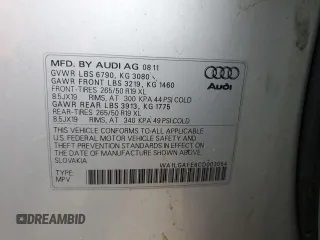 MFD. BY AUDI AG 08 11
GVWR LBS 6790, KG 3080
GAWR FRONT LBS 3219, KG 1460
FRONT-TIRES 265/50 R19 XL
8.5JX19 RIMS, AT 300 KPA 44 PSI COLD
GAWR REAR LBS 3913, KG 1775
REAR-TIRES 265/50 R19 XL
8.5JX19 RIMS, AT 340 KPA 49 PSI COLD
Audi
THIS VEHICLE CONFORMS TO ALL APPLICABLE
U.S. FEDERAL MOTOR VEHICLE SAFETY, AND
THEFT PREVENTION STANDARDS IN EFFECT ON
THE DATE OF MANUFACTURE SHOWN ABOVE.
SLOVAKIA
TYPE:
MPV
DREAMBID